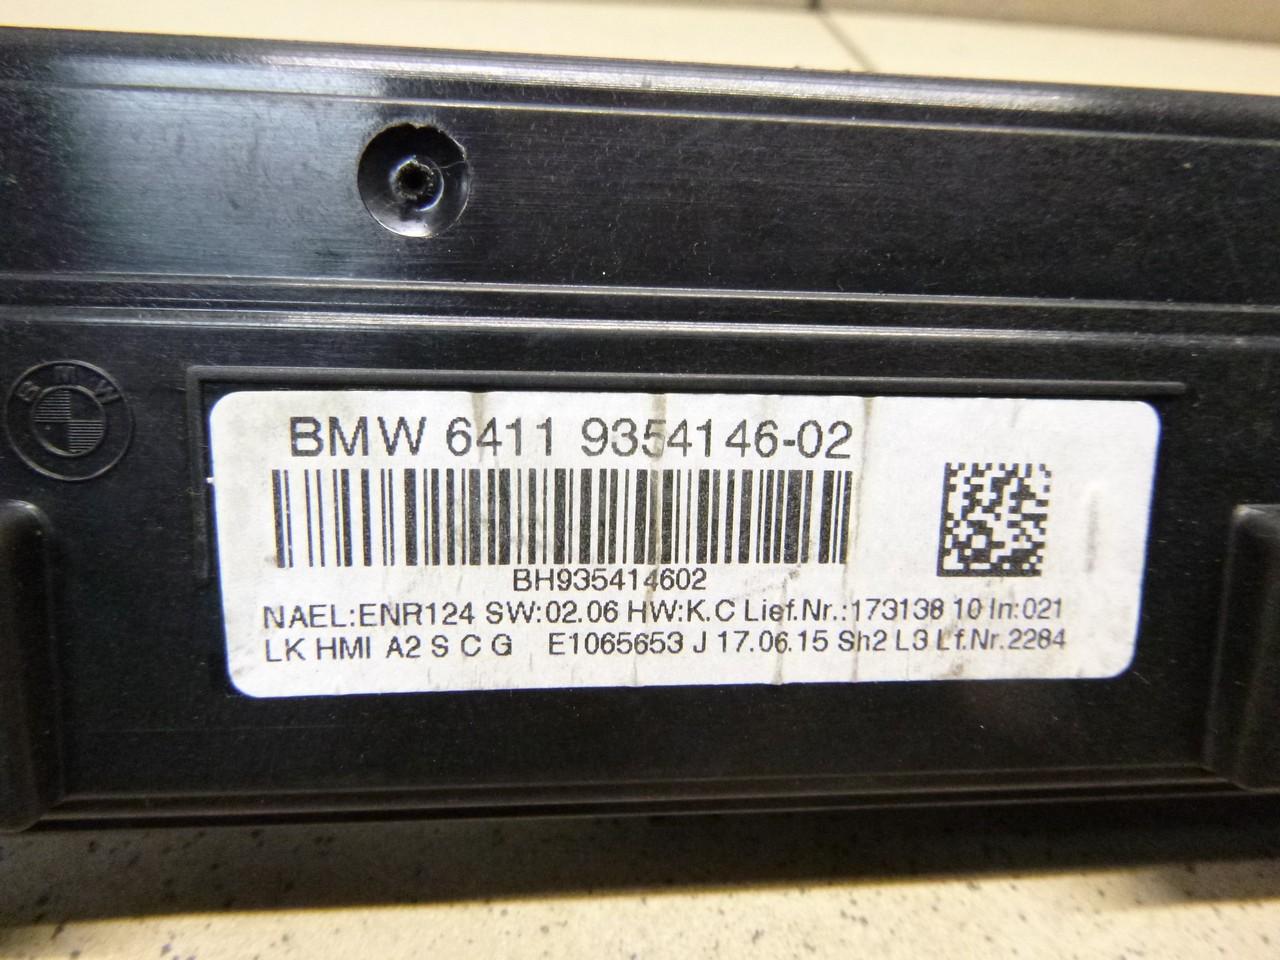 BMW
BMW 6411 9354146-02
BH935414602
NAEL:ENR124 SW:02.06 HW:K.C Lief.Nr.:173138 10 In:021
LK HMI A2 S C G E1065653 J 17.06.15 Sh2 L3 Lf.Nr.2284